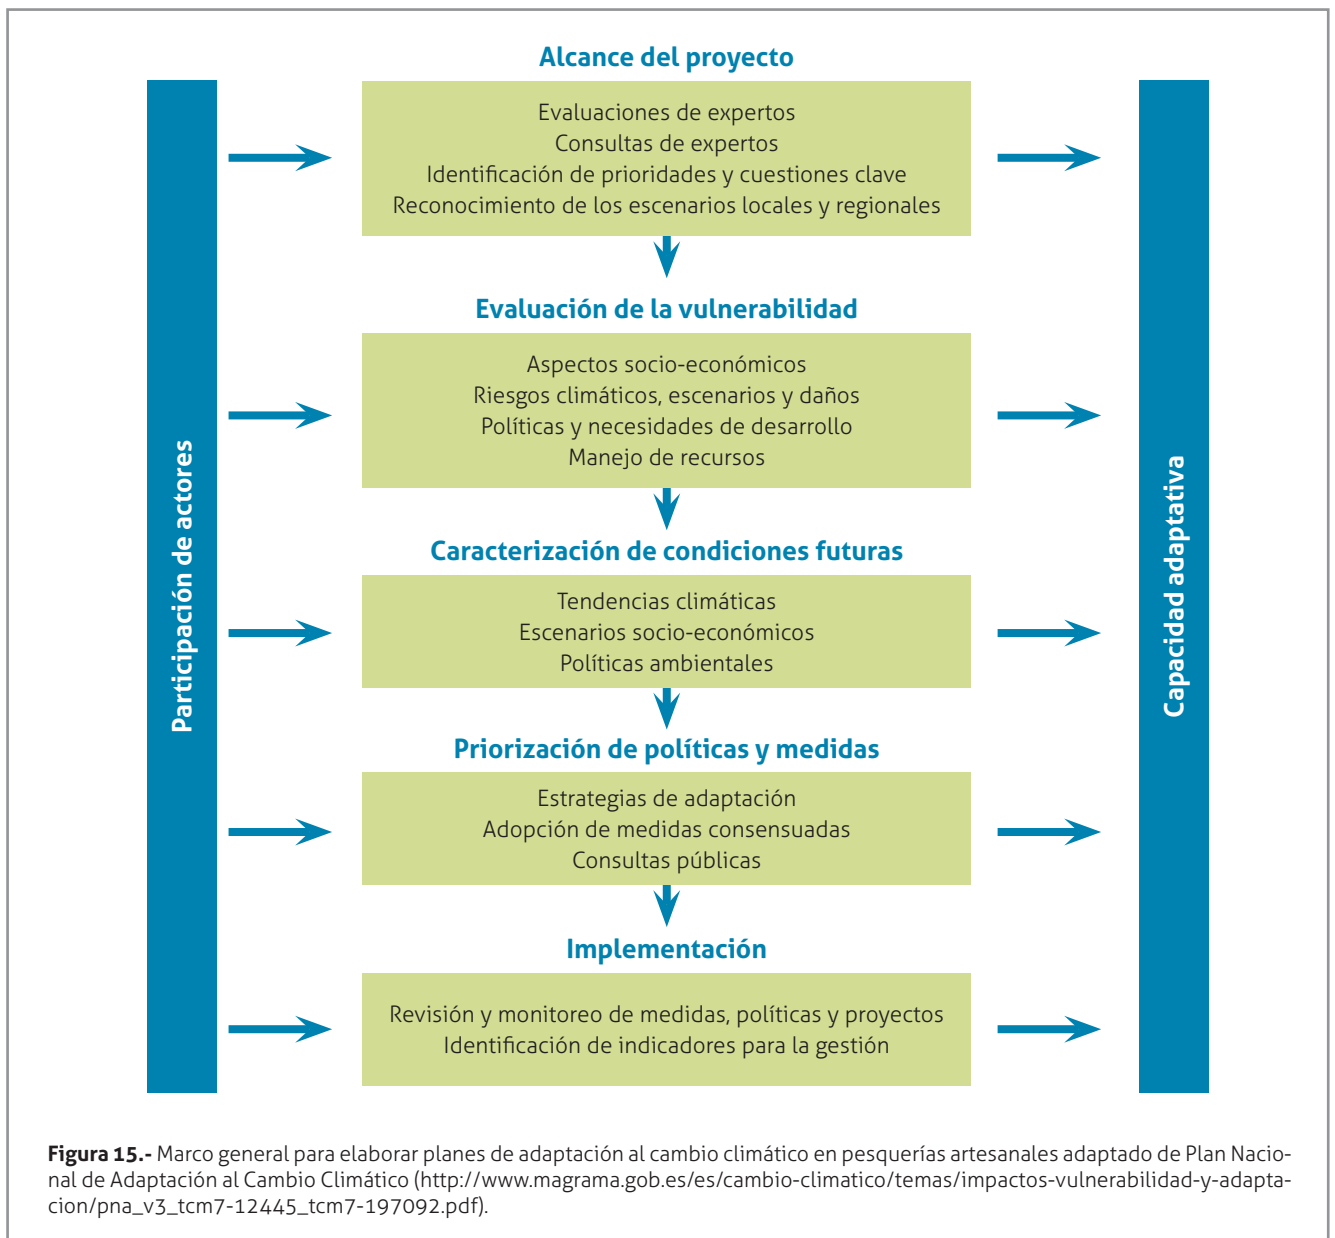 Alcance del proyecto
Evaluaciones de expertos
Consultas de expertos
Identificación de prioridades y cuestiones clave
Reconocimiento de los escenarios locales y regionales
Evaluación de la vulnerabilidad
Aspectos socio-económicos
Riesgos climáticos, escenarios y daños
Políticas y necesidades de desarrollo
Manejo de recursos
Participación de actores
Capacidad adaptativa
Caracterización de condiciones futuras
Tendencias climáticas
Escenarios socio-económicos
Políticas ambientales
Priorización de políticas y medidas
Estrategias de adaptación
Adopción de medidas consensuadas
Consultas públicas
Implementación
Revisión y monitoreo de medidas, políticas y proyectos
Identificación de indicadores para la gestión
Figura 15.- Marco general para elaborar planes de adaptación al cambio climático en pesquerías artesanales adaptado de Plan Nacio-
nal de Adaptación al Cambio Climático (http://www.magrama.gob.es/es/cambio-climatico/temas/impactos-vulnerabilidad-y-adapta-
cion/pna_v3_tcm7-12445_tcm7-197092.pdf).